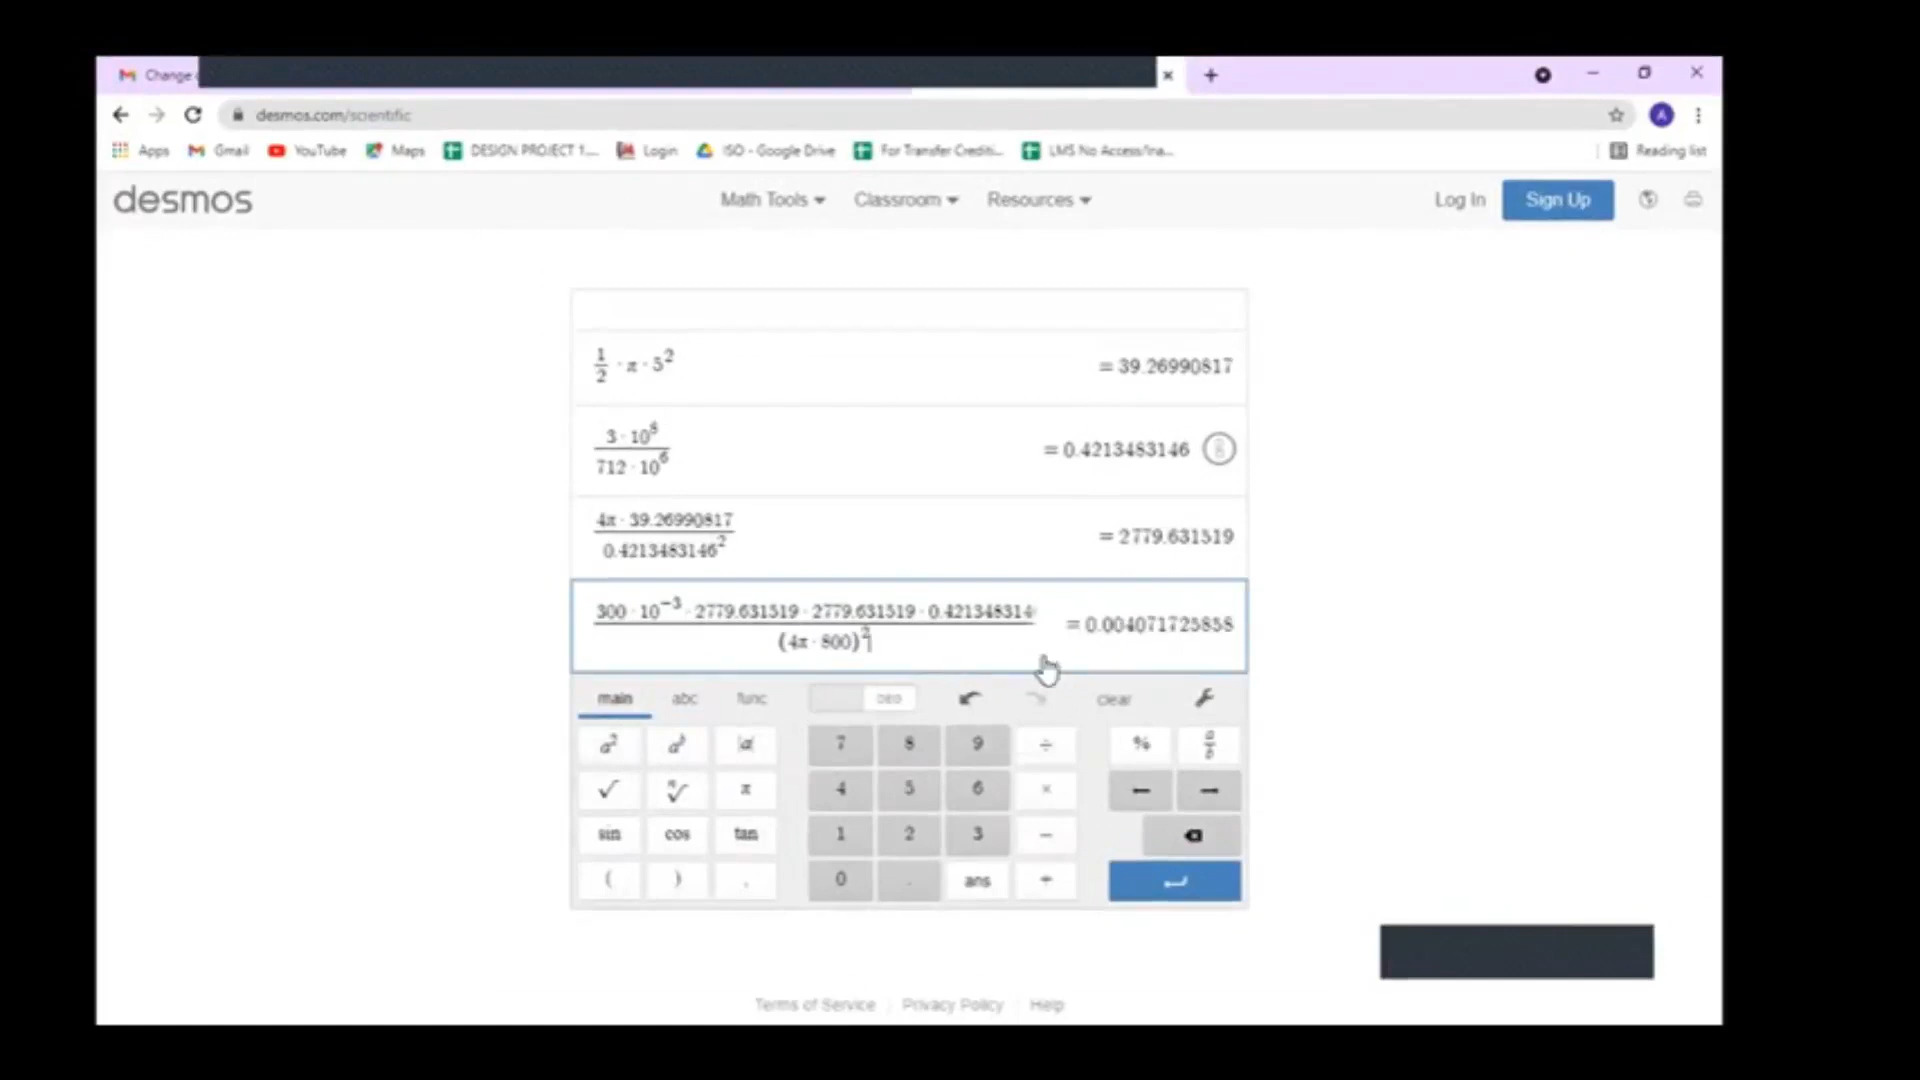 Change
desmos.com/scientific
Apps Gmail YouTube Maps DESIGN PROJECT 1.... Login ISO - Google Drive For Transfer Crediti... LMS No Access/Ina... Reading list
desmos Math Tools Classroom Resources Log In Sign Up
1/2 · π · 5² = 39.26990817
3 · 10⁸ / 712 · 10⁶ = 0.4213483146
4π · 39.26990817 / 0.4213483146² = 2779.631519
300 · 10⁻³ · 2779.631519 · 2779.631519 · 0.421348314 / (4π · 800)² = 0.004071725858
main abc func DEG clear
a² aᵇ |a| 7 8 9 ÷ % a/b
√ ⁿ√ π 4 5 6 × ← →
sin cos tan 1 2 3 −
( ) , 0 . ans +
Terms of Service | Privacy Policy | Help